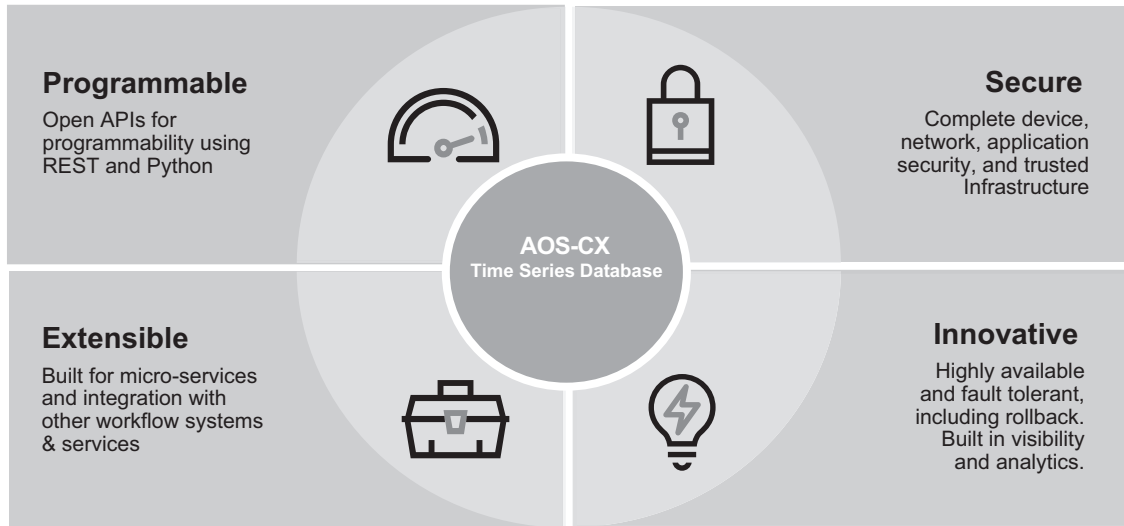 Programmable
Open APIs for
programmability using
REST and Python
Secure
Complete device,
network, application
security, and trusted
Infrastructure
AOS-CX
Time Series Database
Extensible
Built for micro-services
and integration with
other workflow systems
& services
Innovative
Highly available
and fault tolerant,
including rollback.
Built in visibility
and analytics.